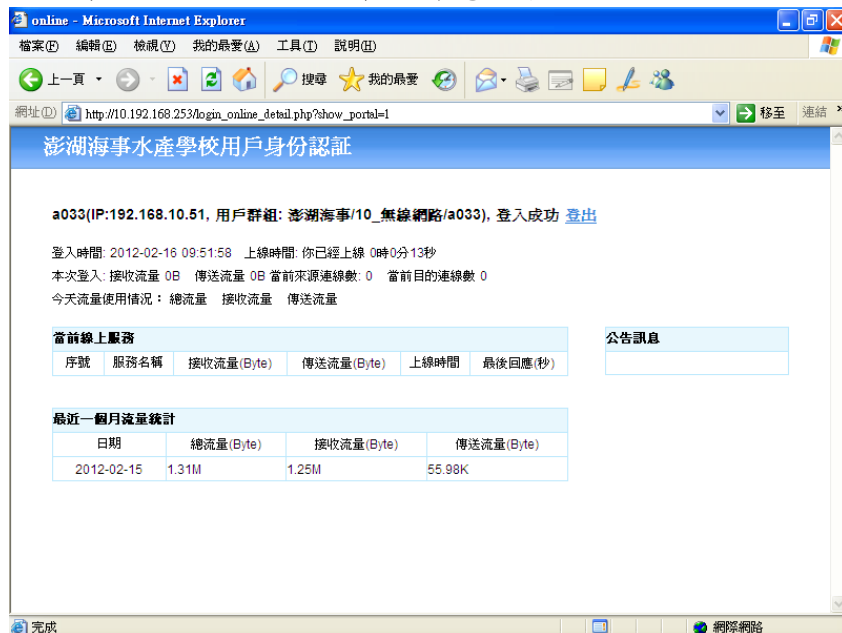 online - Microsoft Internet Explorer
檔案(F) 編輯(E) 檢視(V) 我的最愛(A) 工具(T) 說明(H)
上一頁 搜尋 我的最愛
網址(D) http://10.192.168.253/login_online_detail.php?show_portal=1 移至 連結 »
澎湖海事水產學校用戶身份認証
a033(IP:192.168.10.51, 用戶群組: 澎湖海事/10_無線網路/a033), 登入成功 登出
登入時間: 2012-02-16 09:51:58 上線時間: 你已經上線 0時0分13秒
本次登入: 接收流量 0B 傳送流量 0B 當前來源連線數: 0 當前目的連線數 0
今天流量使用情況： 總流量 接收流量 傳送流量
當前線上服務 公告訊息
序號 服務名稱 接收流量(Byte) 傳送流量(Byte) 上線時間 最後回應(秒)
最近一個月流量統計
日期 總流量(Byte) 接收流量(Byte) 傳送流量(Byte)
2012-02-15 1.31M 1.25M 55.98K
完成 網際網路